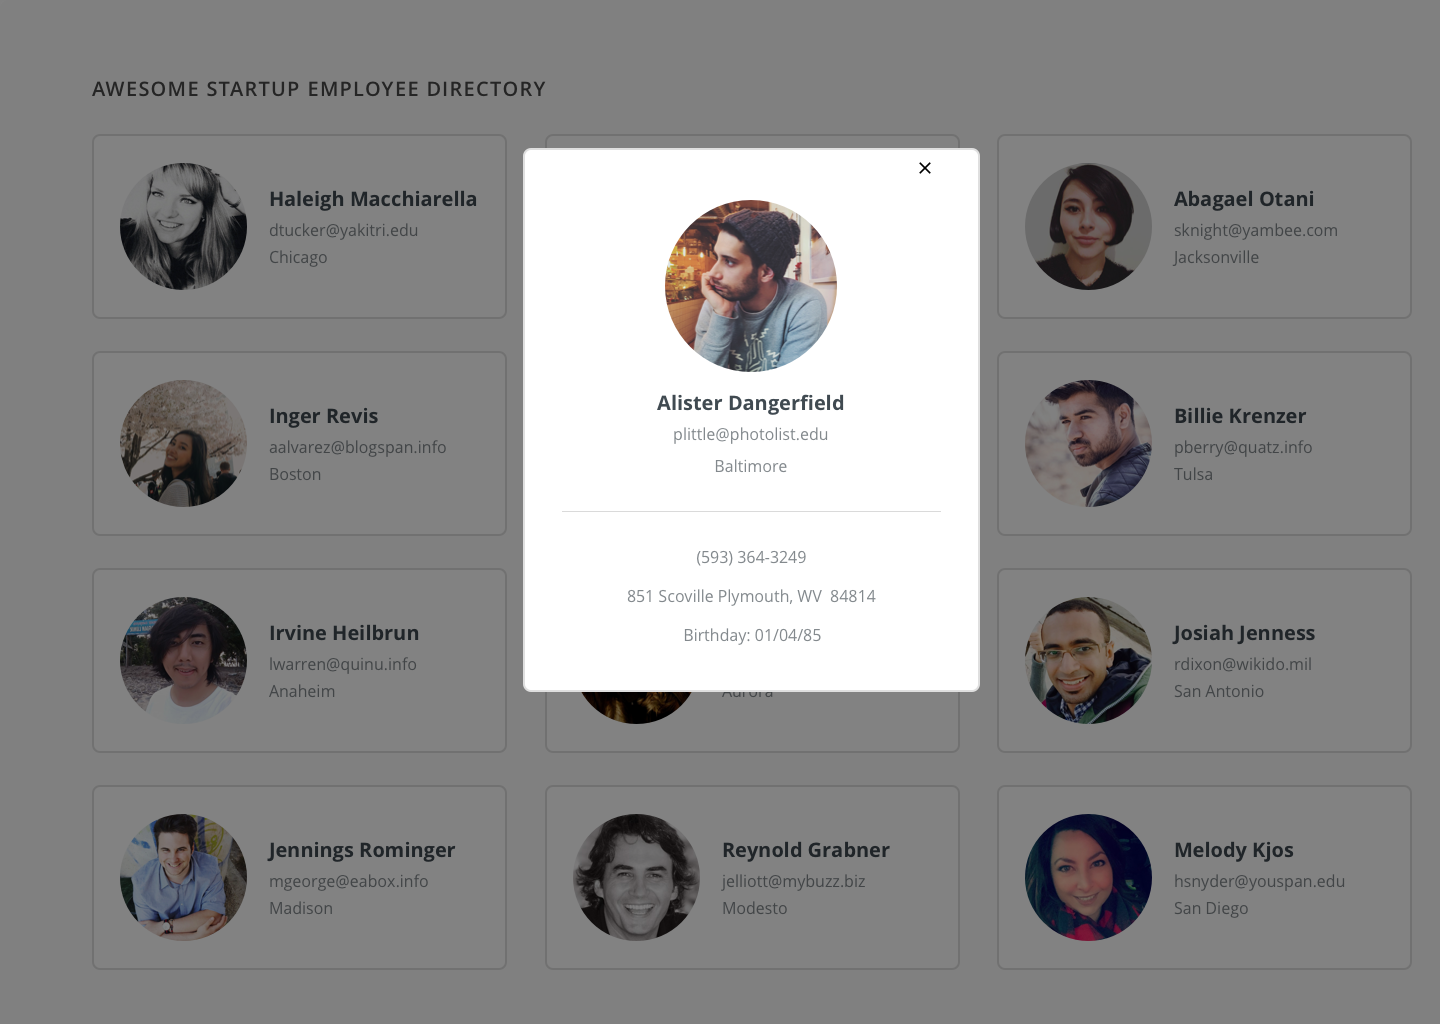 AWESOME STARTUP EMPLOYEE DIRECTORY
Haleigh Macchiarella
dtucker@yakitri.edu
Chicago
Abagael Otani
sknight@yambee.com
Jacksonville
Inger Revis
aalvarez@blogspan.info
Boston
Alister Dangerfield
plittle@photolist.edu
Baltimore
(593) 364-3249
851 Scoville Plymouth, WV  84814
Birthday: 01/04/85
Billie Krenzer
pberry@quatz.info
Tulsa
Irvine Heilbrun
lwarren@quinu.info
Anaheim
Aurora
Josiah Jenness
rdixon@wikido.mil
San Antonio
Jennings Rominger
mgeorge@eabox.info
Madison
Reynold Grabner
jelliott@mybuzz.biz
Modesto
Melody Kjos
hsnyder@youspan.edu
San Diego